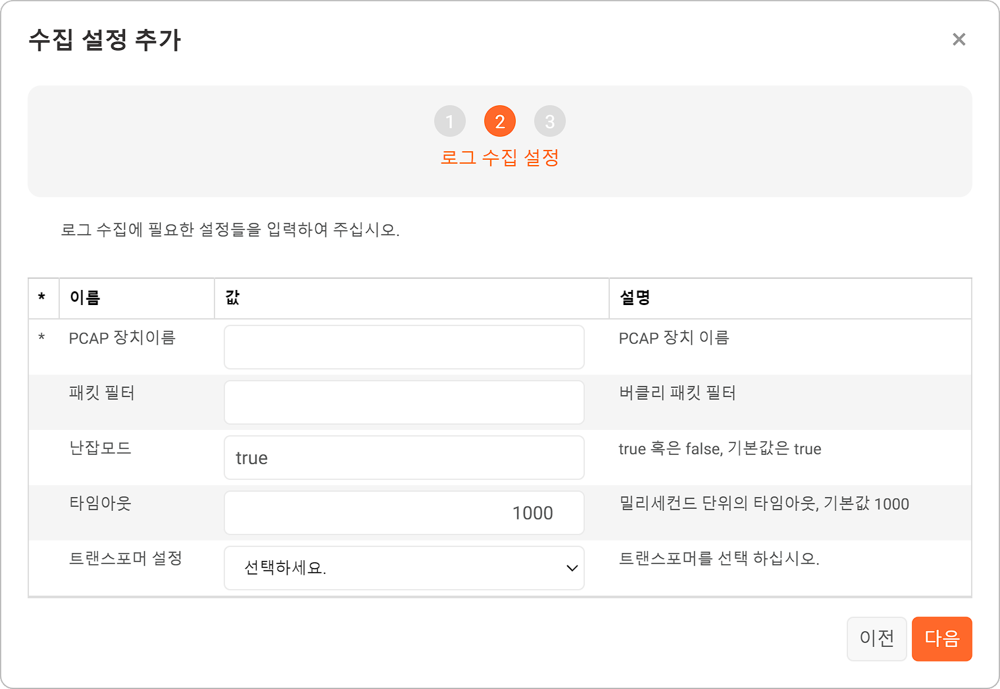 수집 설정 추가
×
1 2 3
로그 수집 설정
로그 수집에 필요한 설정들을 입력하여 주십시오.
* 이름 값 설명
* PCAP 장치이름 PCAP 장치 이름
패킷 필터 버클리 패킷 필터
난잡모드 true true 혹은 false, 기본값은 true
타임아웃 1000 밀리세컨드 단위의 타임아웃, 기본값 1000
트랜스포머 설정 선택하세요. 트랜스포머를 선택 하십시오.
이전 다음